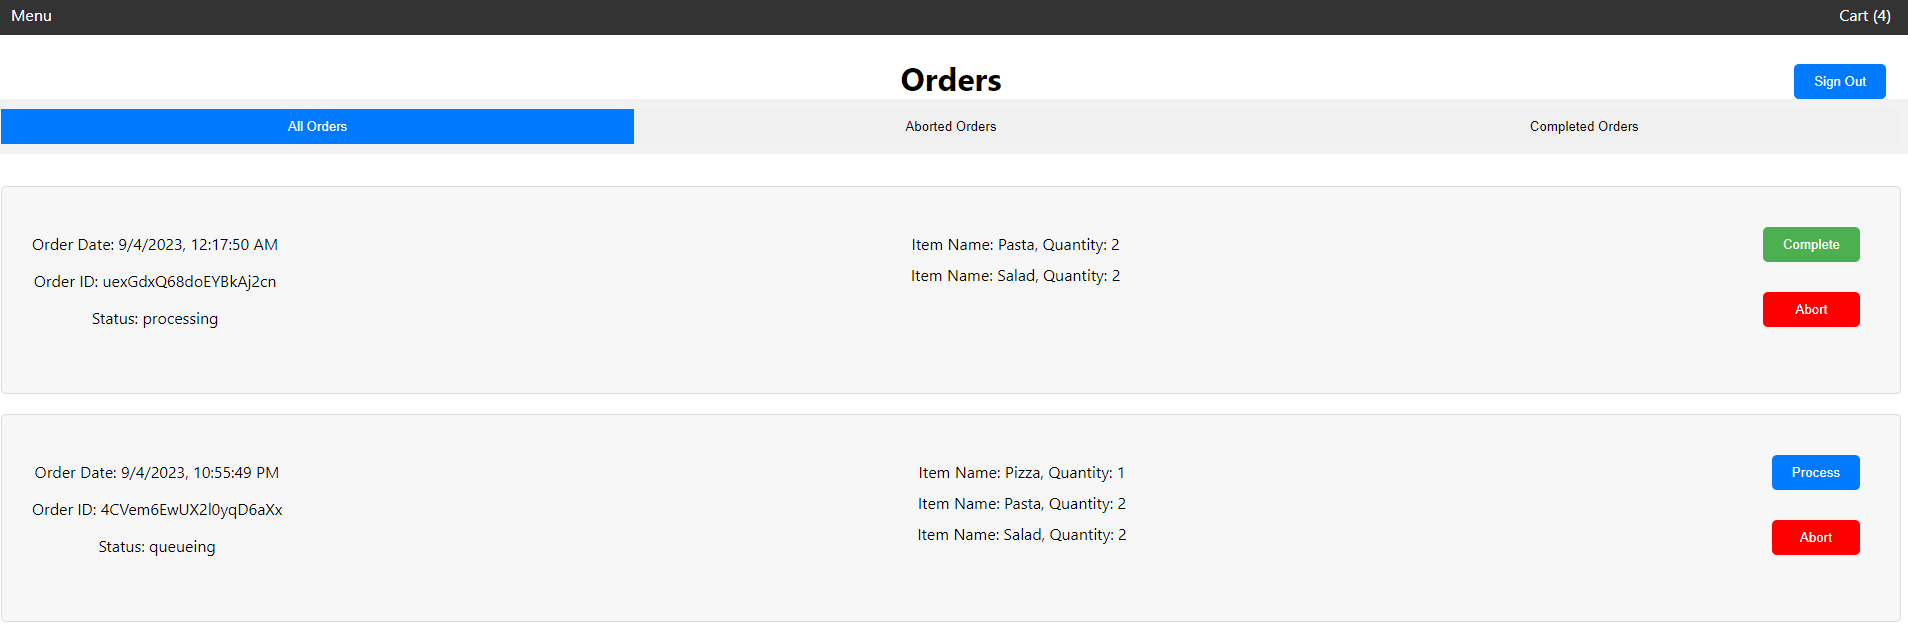 Menu
Cart (4)
Orders
Sign Out
All Orders
Aborted Orders
Completed Orders
Order Date: 9/4/2023, 12:17:50 AM
Order ID: uexGdxQ68doEYBkAj2cn
Status: processing
Item Name: Pasta, Quantity: 2
Item Name: Salad, Quantity: 2
Complete
Abort
Order Date: 9/4/2023, 10:55:49 PM
Order ID: 4CVem6EwUX2l0yqD6aXx
Status: queueing
Item Name: Pizza, Quantity: 1
Item Name: Pasta, Quantity: 2
Item Name: Salad, Quantity: 2
Process
Abort